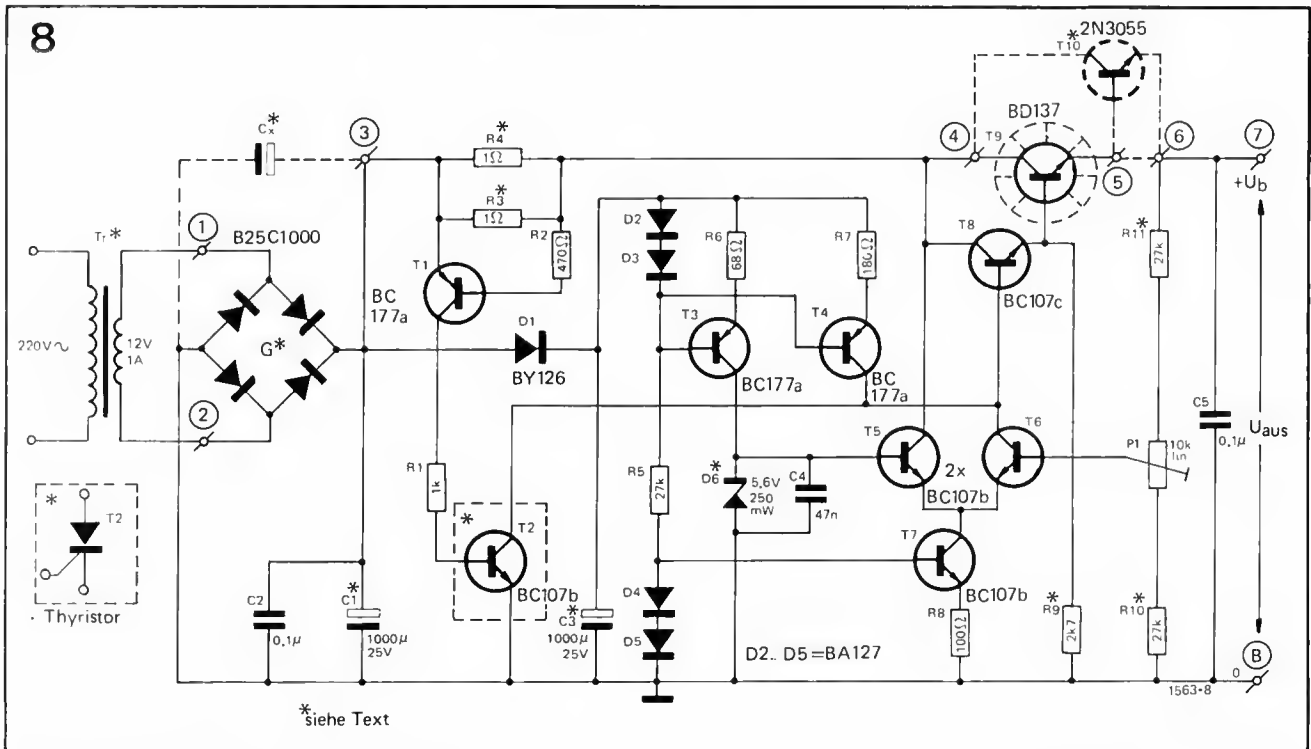 8
2N3055
*
T10
BD137
Cx*
3
R4*
1Ω
4
T9
5
6
7
+Ub
R3*
1Ω
Tr*
1
B25C1000
D2
R6
68Ω
R7
180Ω
R2
470Ω
T8
R11*
27k
D3
T1
BC
177a
BC107c
220V~
12V
1A
G*
D1
BY126
T3
T4
BC177a
BC
177a
C5
0,1µ
Uaus
2
T5
T6
P1
10k
lin
R1
1k
R5
27k
D6*
5,6V
250
mW
C4
47n
2x
BC107b
*
T2
*
T2
T7
BC107b
Thyristor
C2
0,1µ
C1*
1000µ
25V
BC107b
C3*
1000µ
25V
D4
D5
R8
100Ω
*
R9
2k7
*
R10
27k
D2.. D5=BA127
8
0
1563-8
*siehe Text